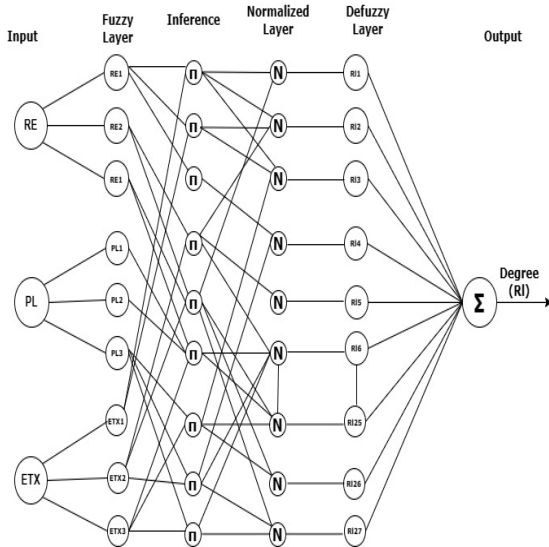 Input
Fuzzy
Layer
Inference
Normalized
Layer
Defuzzy
Layer
Output
RE1
Π
N
RI1
RE
RE2
Π
N
RI2
RE1
Π
N
RI3
PL1
Π
N
RI4
Degree
(RI)
PL
PL2
Π
N
RI5
Σ
PL3
Π
N
RI6
ETX1
Π
N
RI25
ETX
ETX2
Π
N
RI26
ETX3
Π
N
RI27